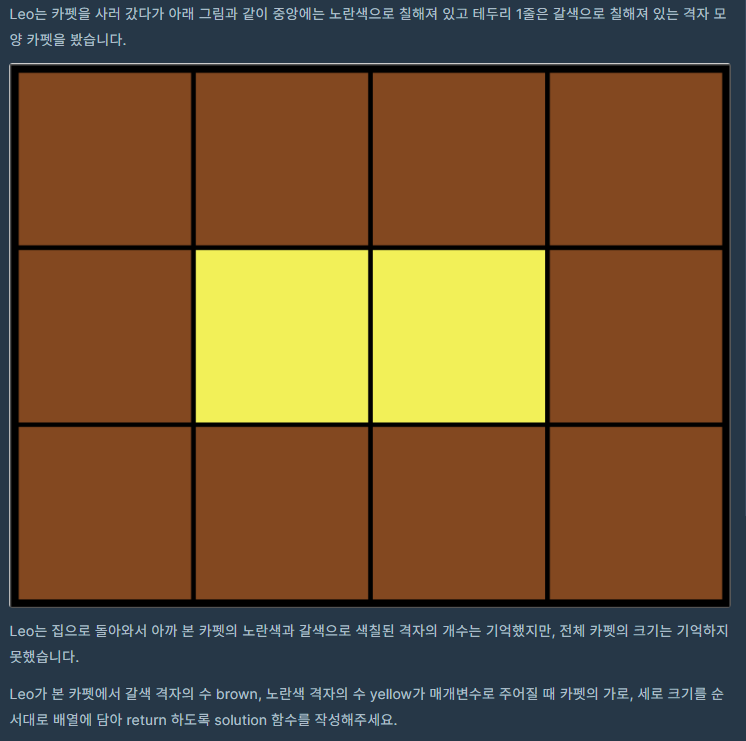 Leo는 카펫을 사러 갔다가 아래 그림과 같이 중앙에는 노란색으로 칠해져 있고 테두리 1줄은 갈색으로 칠해져 있는 격자 모
양 카펫을 봤습니다.
Leo는 집으로 돌아와서 아까 본 카펫의 노란색과 갈색으로 색칠된 격자의 개수는 기억했지만, 전체 카펫의 크기는 기억하지
못했습니다.
Leo가 본 카펫에서 갈색 격자의 수 brown, 노란색 격자의 수 yellow가 매개변수로 주어질 때 카펫의 가로, 세로 크기를 순
서대로 배열에 담아 return 하도록 solution 함수를 작성해주세요.